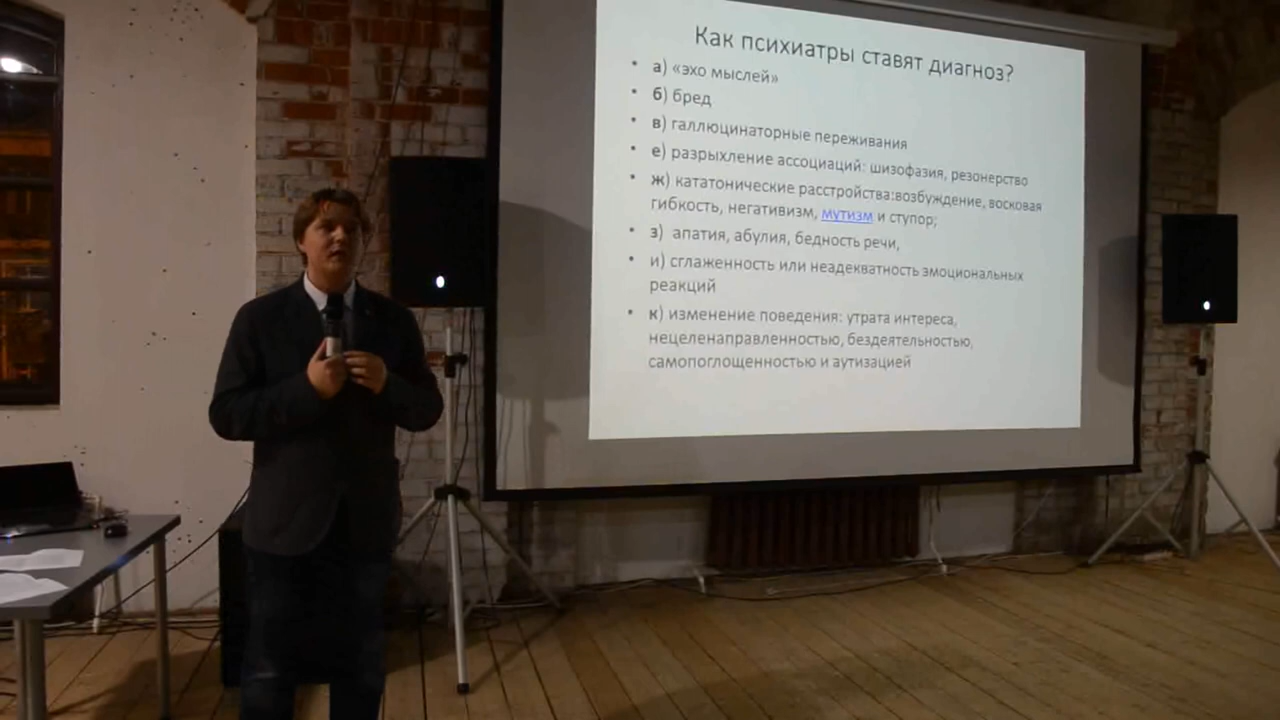 Как психиатры ставят диагноз?
• а) «эхо мыслей»
• б) бред
• в) галлюцинаторные переживания
• е) разрыхление ассоциаций: шизофазия, резонерство
• ж) кататонические расстройства:возбуждение, восковая
гибкость, негативизм, мутизм и ступор;
• з) апатия, абулия, бедность речи,
• и) сглаженность или неадекватность эмоциональных
реакций
• к) изменение поведения: утрата интереса,
нецеленаправленностью, бездеятельностью,
самопоглощенностью и аутизацией